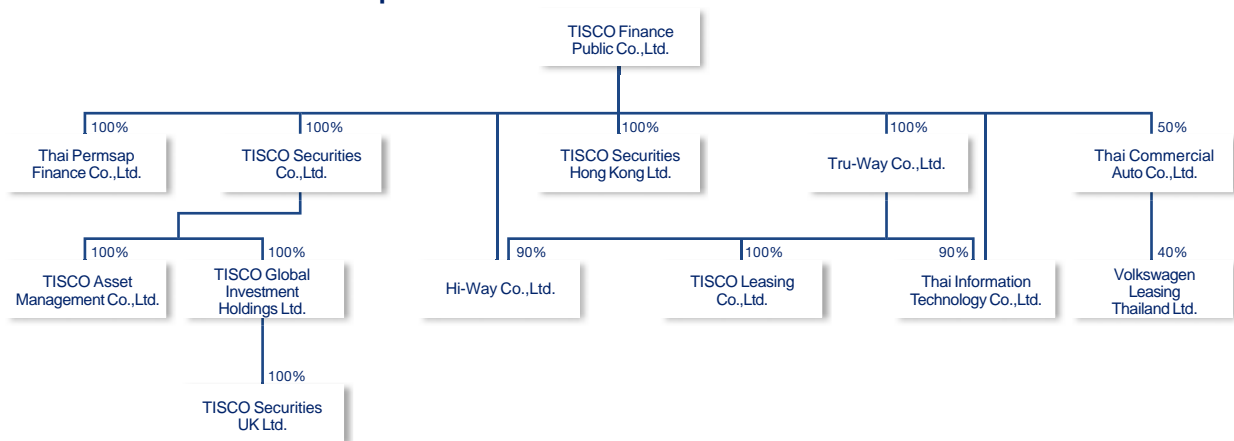 TISCO Finance
Public Co.,Ltd.
100%
100%
100%
100%
50%
Thai Permsap
Finance Co.,Ltd.
TISCO Securities
Co.,Ltd.
TISCO Securities
Hong Kong Ltd.
Tru-Way Co.,Ltd.
Thai Commercial
Auto Co.,Ltd.
100%
100%
90%
100%
90%
40%
TISCO Asset
Management Co.,Ltd.
TISCO Global
Investment
Holdings Ltd.
Hi-Way Co.,Ltd.
TISCO Leasing
Co.,Ltd.
Thai Information
Technology Co.,Ltd.
Volkswagen
Leasing
Thailand Ltd.
100%
TISCO Securities
UK Ltd.